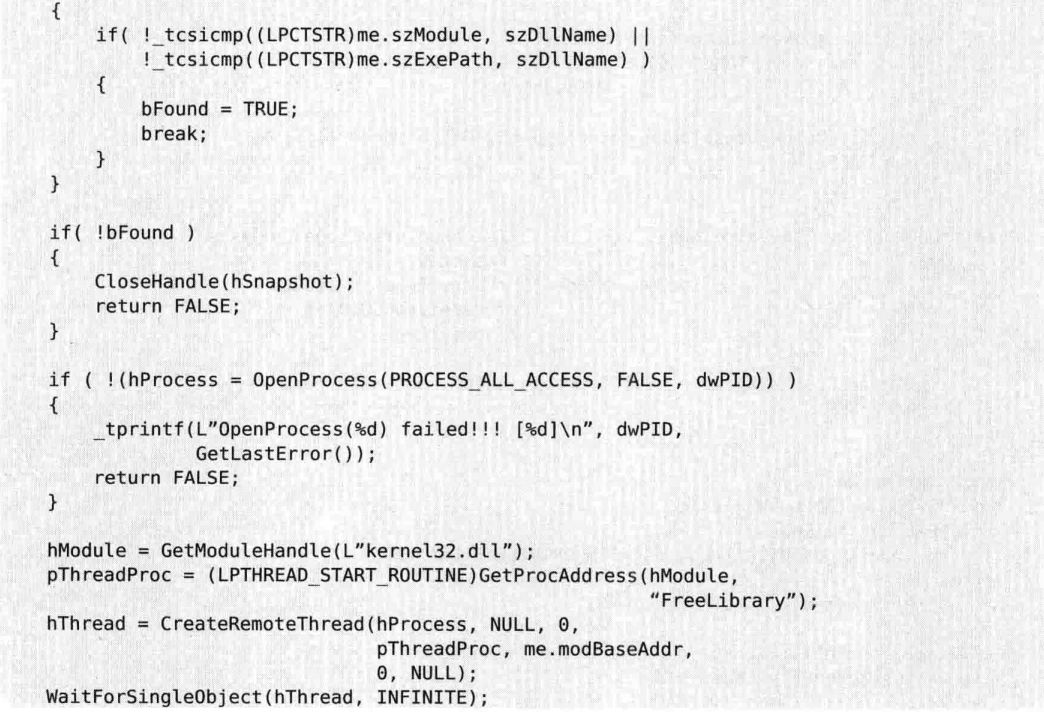 {
    if( !_tcsicmp((LPCTSTR)me.szModule, szDllName) ||
        !_tcsicmp((LPCTSTR)me.szExePath, szDllName) )
    {
        bFound = TRUE;
        break;
    }
}

if( !bFound )
{
    CloseHandle(hSnapshot);
    return FALSE;
}

if ( !(hProcess = OpenProcess(PROCESS_ALL_ACCESS, FALSE, dwPID)) )
{
    _tprintf(L”OpenProcess(%d) failed!!! [%d]\n”, dwPID,
             GetLastError());
    return FALSE;
}

hModule = GetModuleHandle(L”kernel32.dll”);
pThreadProc = (LPTHREAD_START_ROUTINE)GetProcAddress(hModule,
                                                     “FreeLibrary”);
hThread = CreateRemoteThread(hProcess, NULL, 0,
                             pThreadProc, me.modBaseAddr,
                             0, NULL);
WaitForSingleObject(hThread, INFINITE);